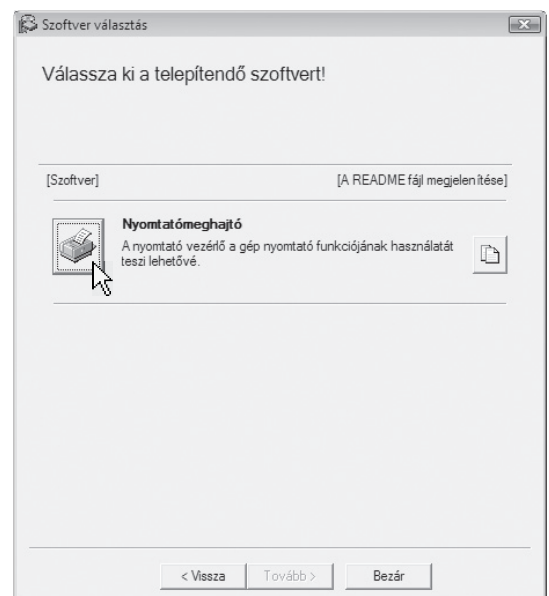 Szoftver választás
Válassza ki a telepítendő szoftvert!
[Szoftver] [A README fájl megjelenítése]
Nyomtatómeghajtó
A nyomtató vezérlő a gép nyomtató funkciójának használatát
teszi lehetővé.
< Vissza Tovább > Bezár